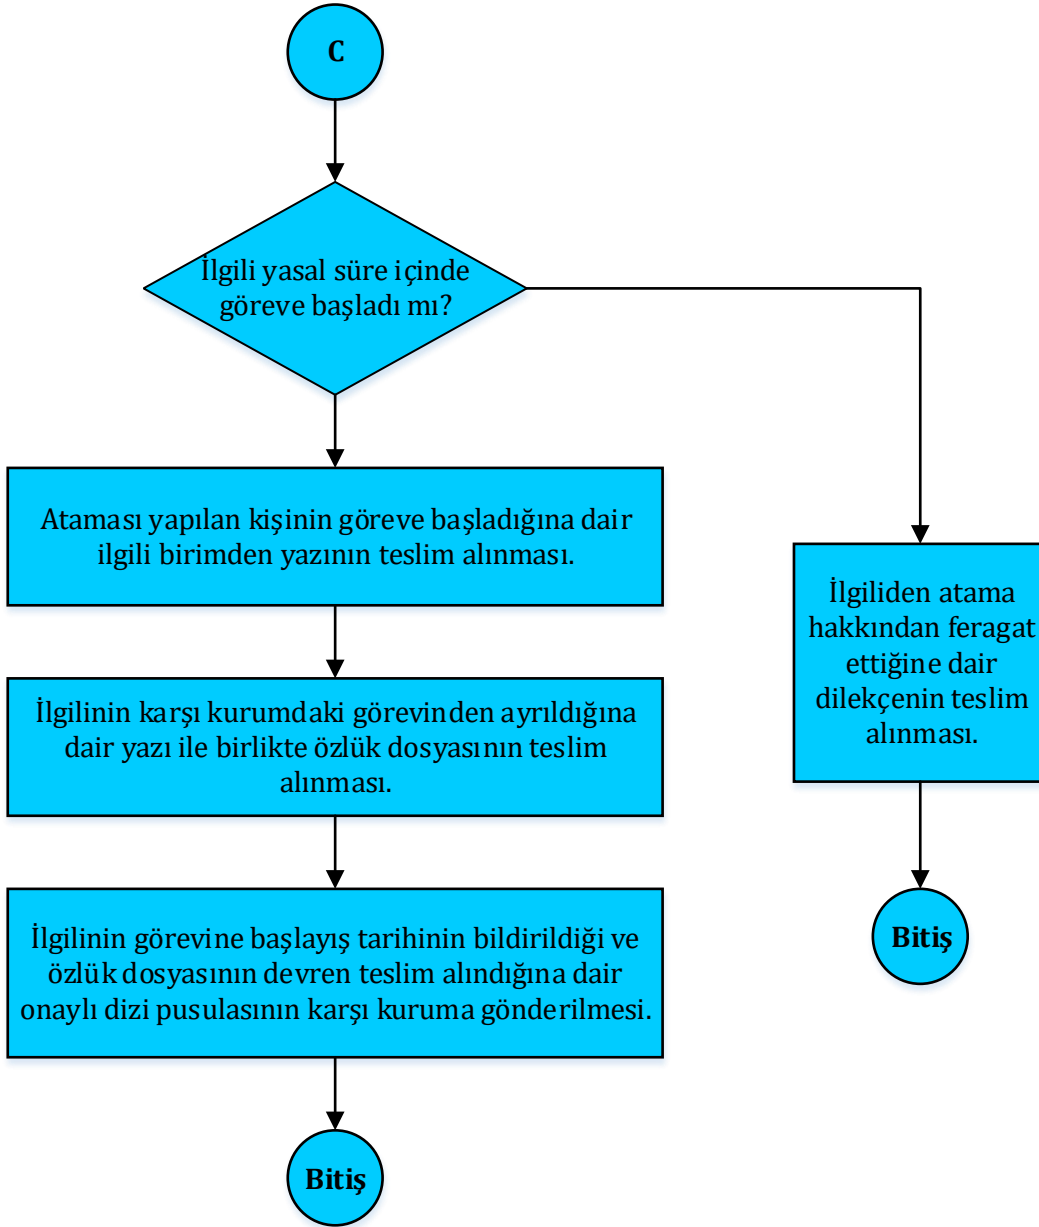 C
İlgili yasal süre içinde
göreve başladı mı?
Ataması yapılan kişinin göreve başladığına dair
ilgili birimden yazının teslim alınması.
İlgilinin karşı kurumdaki görevinden ayrıldığına
dair yazı ile birlikte özlük dosyasının teslim
alınması.
İlgilinin görevine başlayış tarihinin bildirildiği ve
özlük dosyasının devren teslim alındığına dair
onaylı dizi pusulasının karşı kuruma gönderilmesi.
Bitiş
İlgiliden atama
hakkından feragat
ettiğine dair
dilekçenin teslim
alınması.
Bitiş